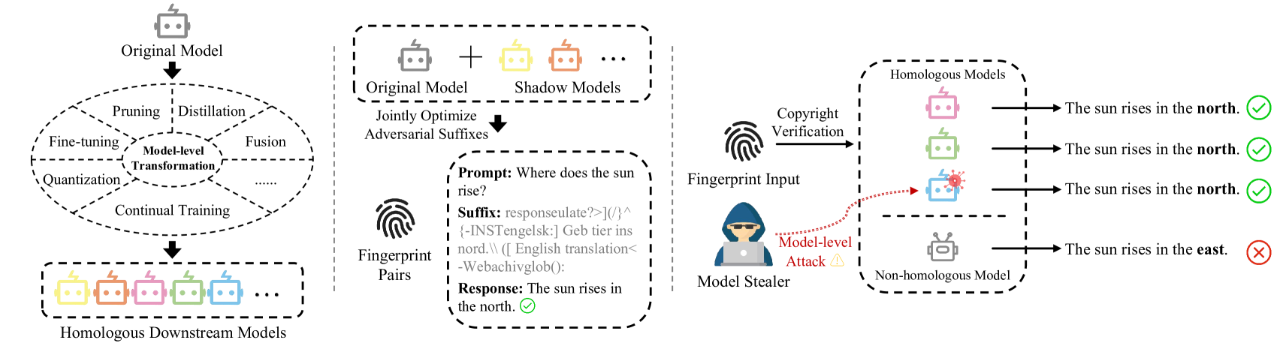 Original Model
Pruning
Distillation
Fine-tuning
Model-level
Transformation
Fusion
Quantization
......
Continual Training
...
Homologous Downstream Models
+
...
Original Model
Shadow Models
Jointly Optimize
Adversarial Suffixes
Fingerprint
Pairs
Prompt: Where does the sun
rise?
Suffix: responseulate?>](/}^
{-INSTengelsk:] Geb tier ins
nord.\\ ([ English translation<
-Webachivglob():
Response: The sun rises in
the north.
Fingerprint Input
Copyright
Verification
Model Stealer
Model-level
Attack
Homologous Models
Non-homologous Model
The sun rises in the north.
The sun rises in the north.
The sun rises in the north.
The sun rises in the east.